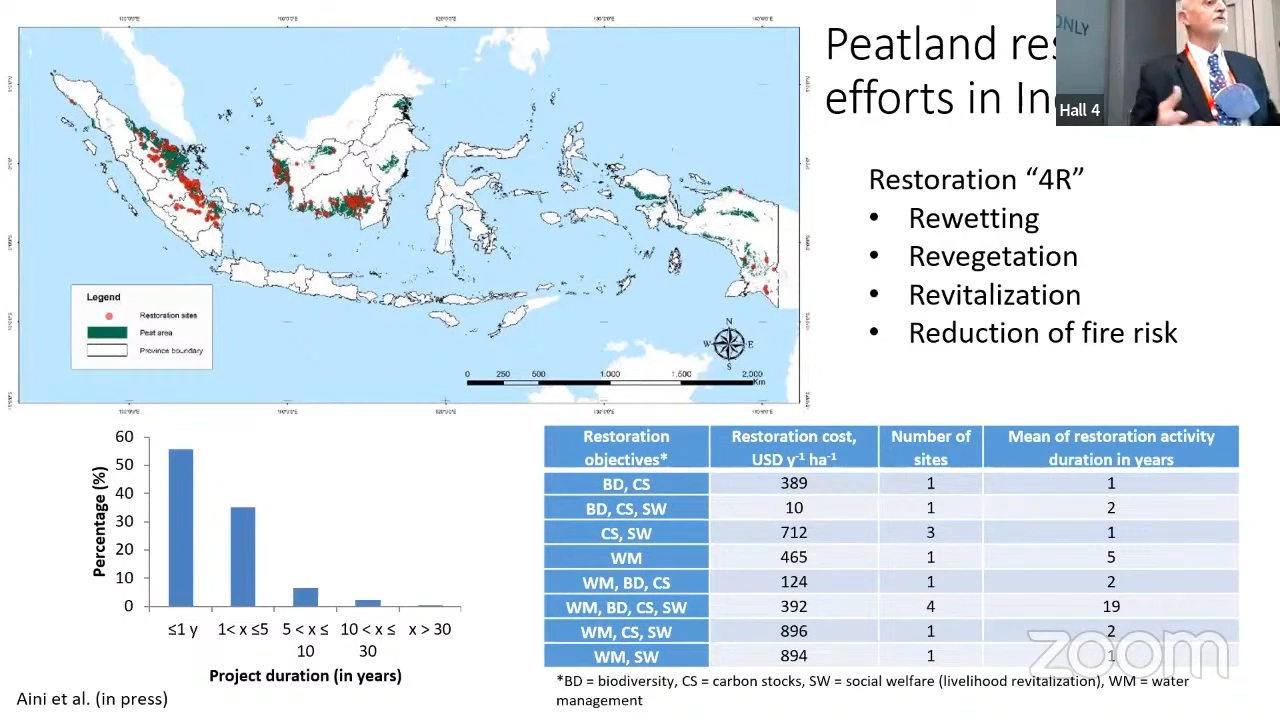 Peatland
efforts in
ONLY
Hall 4
Restoration “4R”
• Rewetting
• Revegetation
• Revitalization
• Reduction of fire risk
Legend
Restoration sites
Peat area
Province boundary
N
W E
S
0 250 500 1.000 1.500 2.000
Km
Percentage (%)
60
50
40
30
20
10
0
≤1 y 1< x ≤5 5 < x ≤ 10 < x ≤ x > 30
10 30
Project duration (in years)
Aini et al. (in press)
Restoration Restoration cost, Number of Mean of restoration activity
objectives* USD y-1 ha-1 sites duration in years
BD, CS 389 1 1
BD, CS, SW 10 1 2
CS, SW 712 3 1
WM 465 1 5
WM, BD, CS 124 1 2
WM, BD, CS, SW 392 4 19
WM, CS, SW 896 1 2
WM, SW 894 1 1
zoom
*BD = biodiversity, CS = carbon stocks, SW = social welfare (livelihood revitalization), WM = water
management